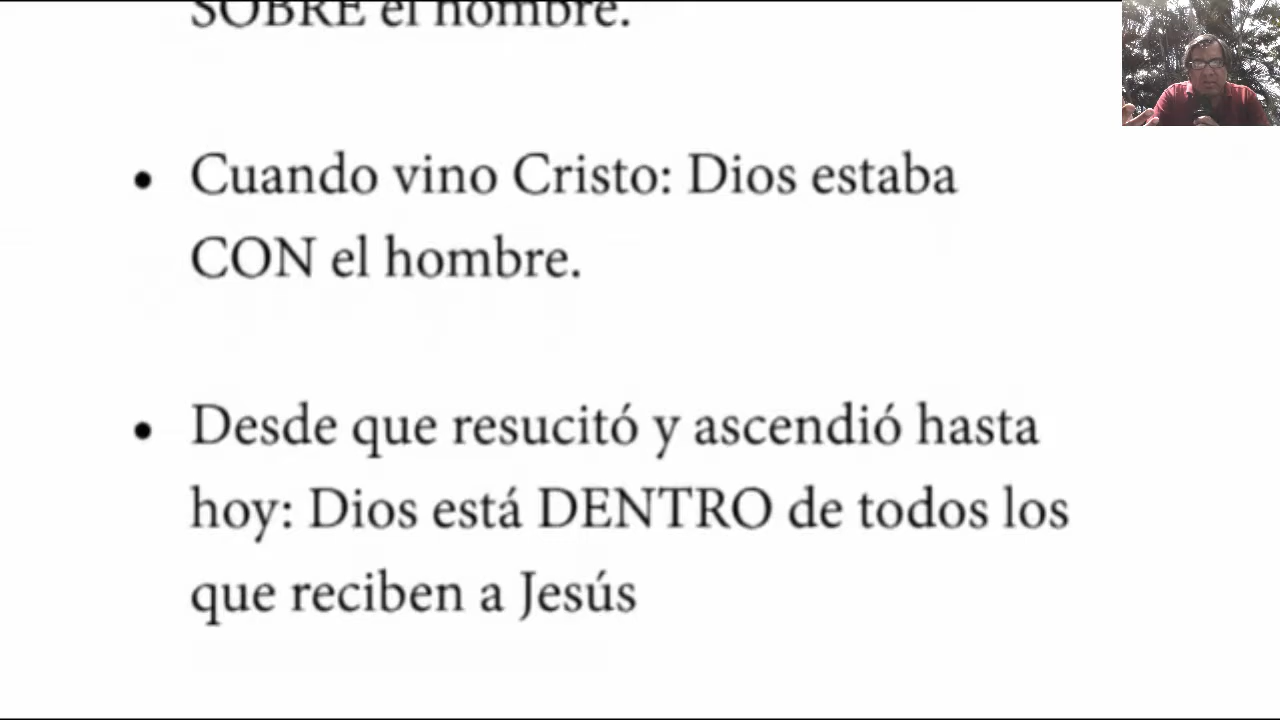 SOBRE el hombre.
• Cuando vino Cristo: Dios estaba
CON el hombre.
• Desde que resucitó y ascendió hasta
hoy: Dios está DENTRO de todos los
que reciben a Jesús